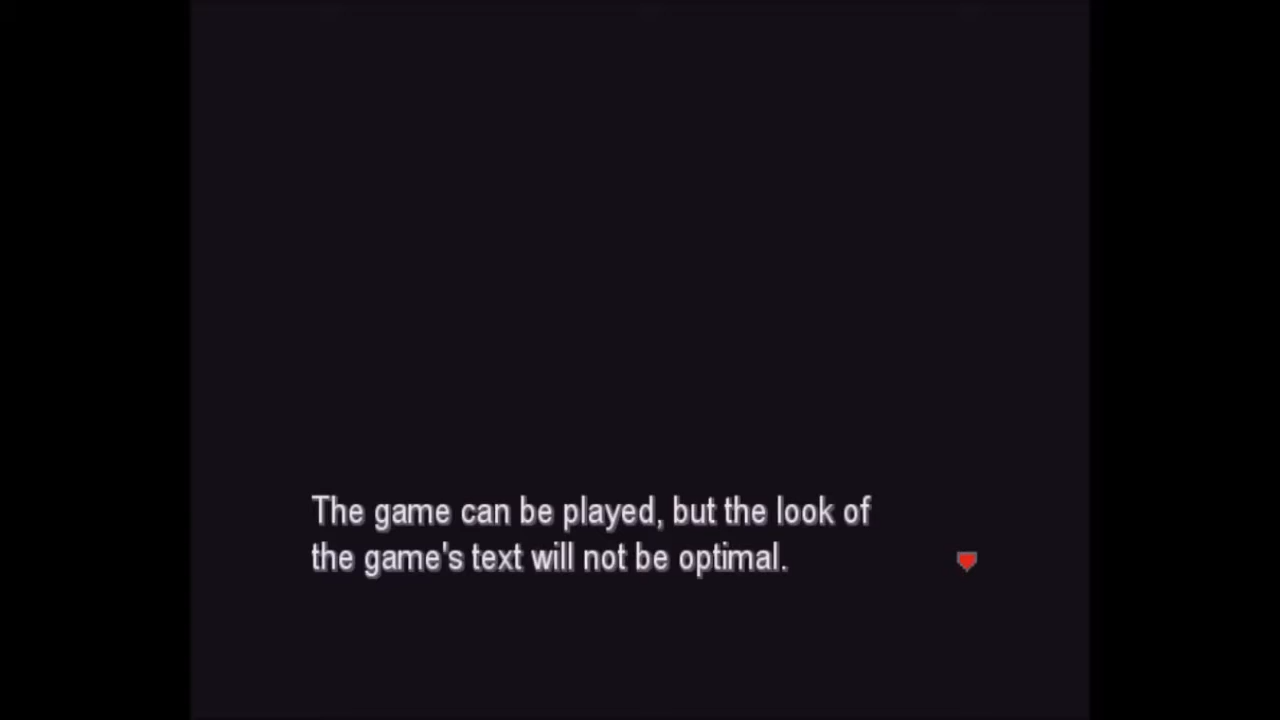 The game can be played, but the look of
the game's text will not be optimal.